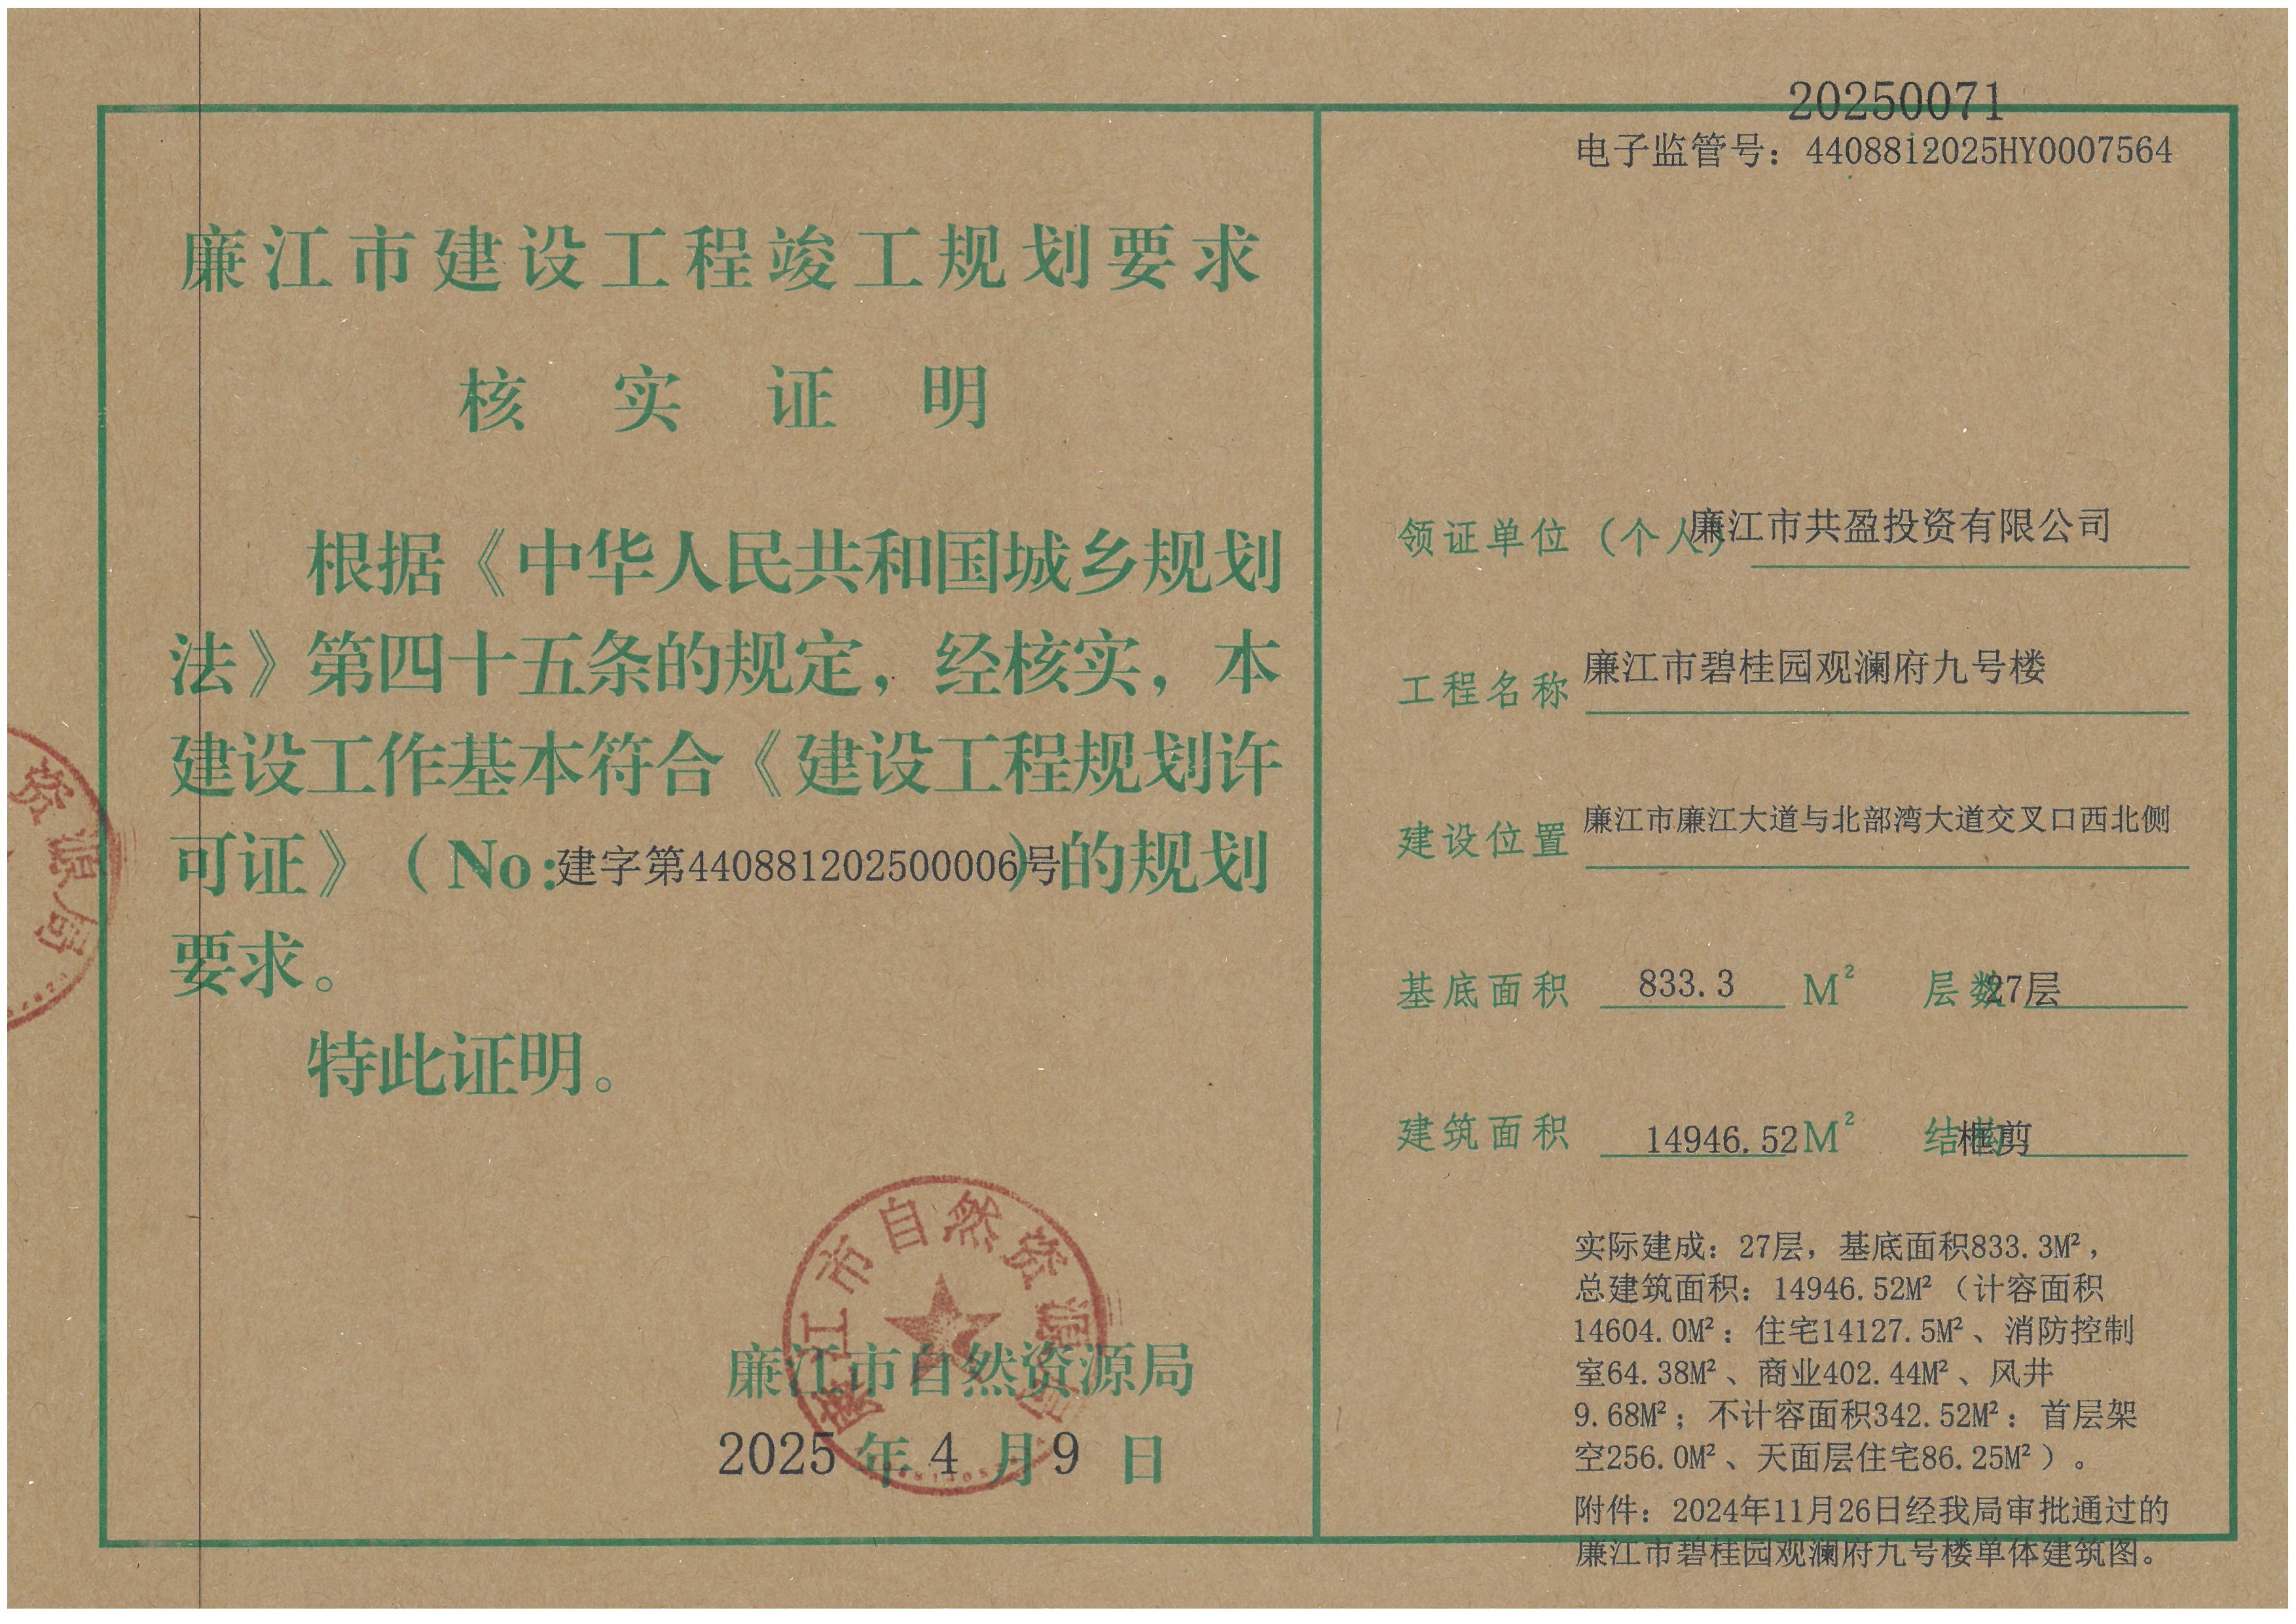 20250071
电子监管号：4408812025HY0007564
廉江市建设工程竣工规划要求
核实证明
根据《中华人民共和国城乡规划
法》第四十五条的规定，经核实，本
建设工作基本符合《建设工程规划许
可证》（No:建字第440881202500006号）的规划
要求。
特此证明。
廉江市自然资源局
2025年4月9日
廉江市自然资源局
资源局
领证单位（个人）廉江市共盈投资有限公司
工程名称 廉江市碧桂园观澜府九号楼
建设位置 廉江市廉江大道与北部湾大道交叉口西北侧
基底面积 833.3 M² 层数 27层
建筑面积 14946.52 M² 结构 框剪
实际建成：27层，基底面积833.3M²，
总建筑面积：14946.52M²（计容面积
14604.0M²：住宅14127.5M²、消防控制
室64.38M²、商业402.44M²、风井
9.68M²；不计容面积342.52M²：首层架
空256.0M²、天面层住宅86.25M²）。
附件：2024年11月26日经我局审批通过的
廉江市碧桂园观澜府九号楼单体建筑图。